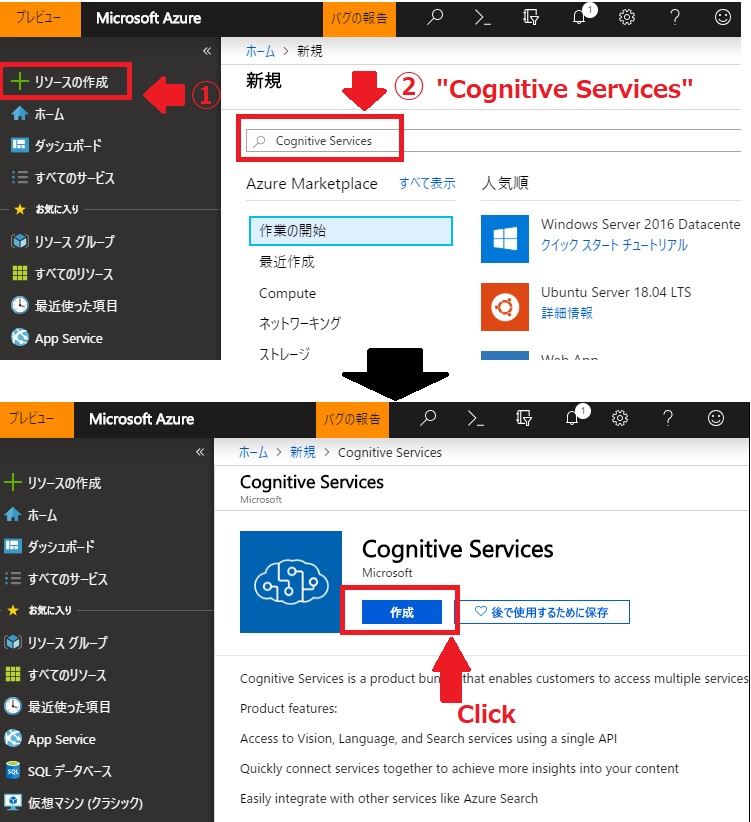 プレビュー Microsoft Azure バグの報告 1
« ホーム > 新規
リソースの作成 ① 新規 ② "Cognitive Services"
ホーム
ダッシュボード Cognitive Services
すべてのサービス
Azure Marketplace すべて表示 人気順
お気に入り
リソース グループ 作業の開始 Windows Server 2016 Datacente
クイック スタート チュートリアル
すべてのリソース 最近作成
最近使った項目 Compute Ubuntu Server 18.04 LTS
詳細情報
App Service ネットワーキング
ストレージ Web App
プレビュー Microsoft Azure バグの報告 1
« ホーム > 新規 > Cognitive Services
リソースの作成 Cognitive Services
Microsoft
ホーム
ダッシュボード Cognitive Services
すべてのサービス Microsoft
お気に入り 作成 後で使用するために保存
リソース グループ
すべてのリソース Cognitive Services is a product bun that enables customers to access multiple services
最近使った項目 Product features: Click
App Service Access to Vision, Language, and Search services using a single API
SQL データベース Quickly connect services together to achieve more insights into your content
仮想マシン (クラシック) Easily integrate with other services like Azure Search